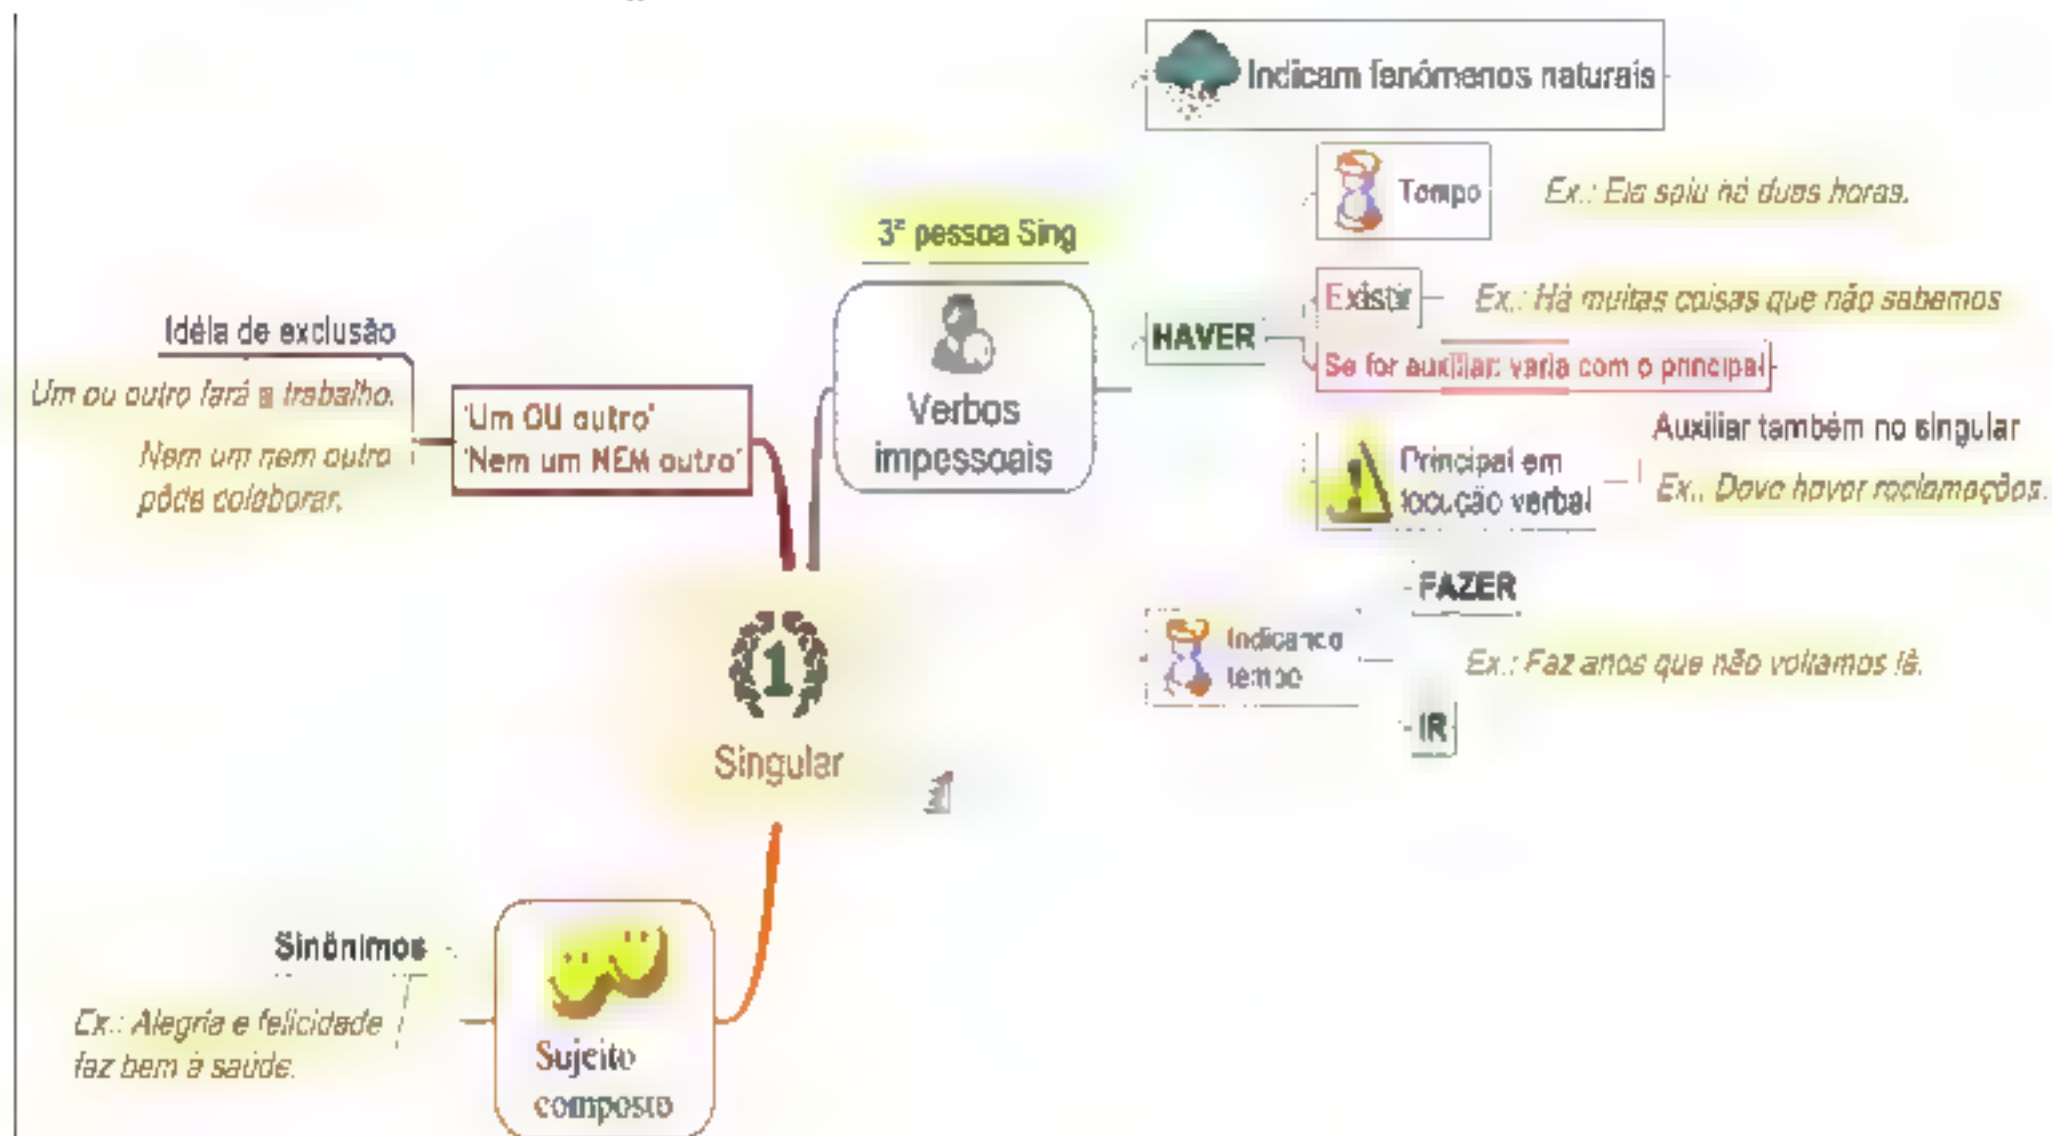 Indicam fenômenos naturais
Tempo
Ex.: Ela saiu há duas horas.
3ª pessoa Sing
Existir
Ex.: Há muitas coisas que não sabemos
HAVER
Se for auxiliar: varia com o principal
Verbos
impessoais
Principal em
locução verbal
Auxiliar também no singular
Ex.: Deve haver reclamações.
FAZER
Indicando
tempo
Ex.: Faz anos que não voltamos lá.
IR
Idéia de exclusão
Um ou outro fará o trabalho.
Nem um nem outro
pôde colaborar.
'Um OU outro'
'Nem um NEM outro'
1
Singular
1
Sinônimos
Ex.: Alegria e felicidade
faz bem à saúde.
Sujeito
composto